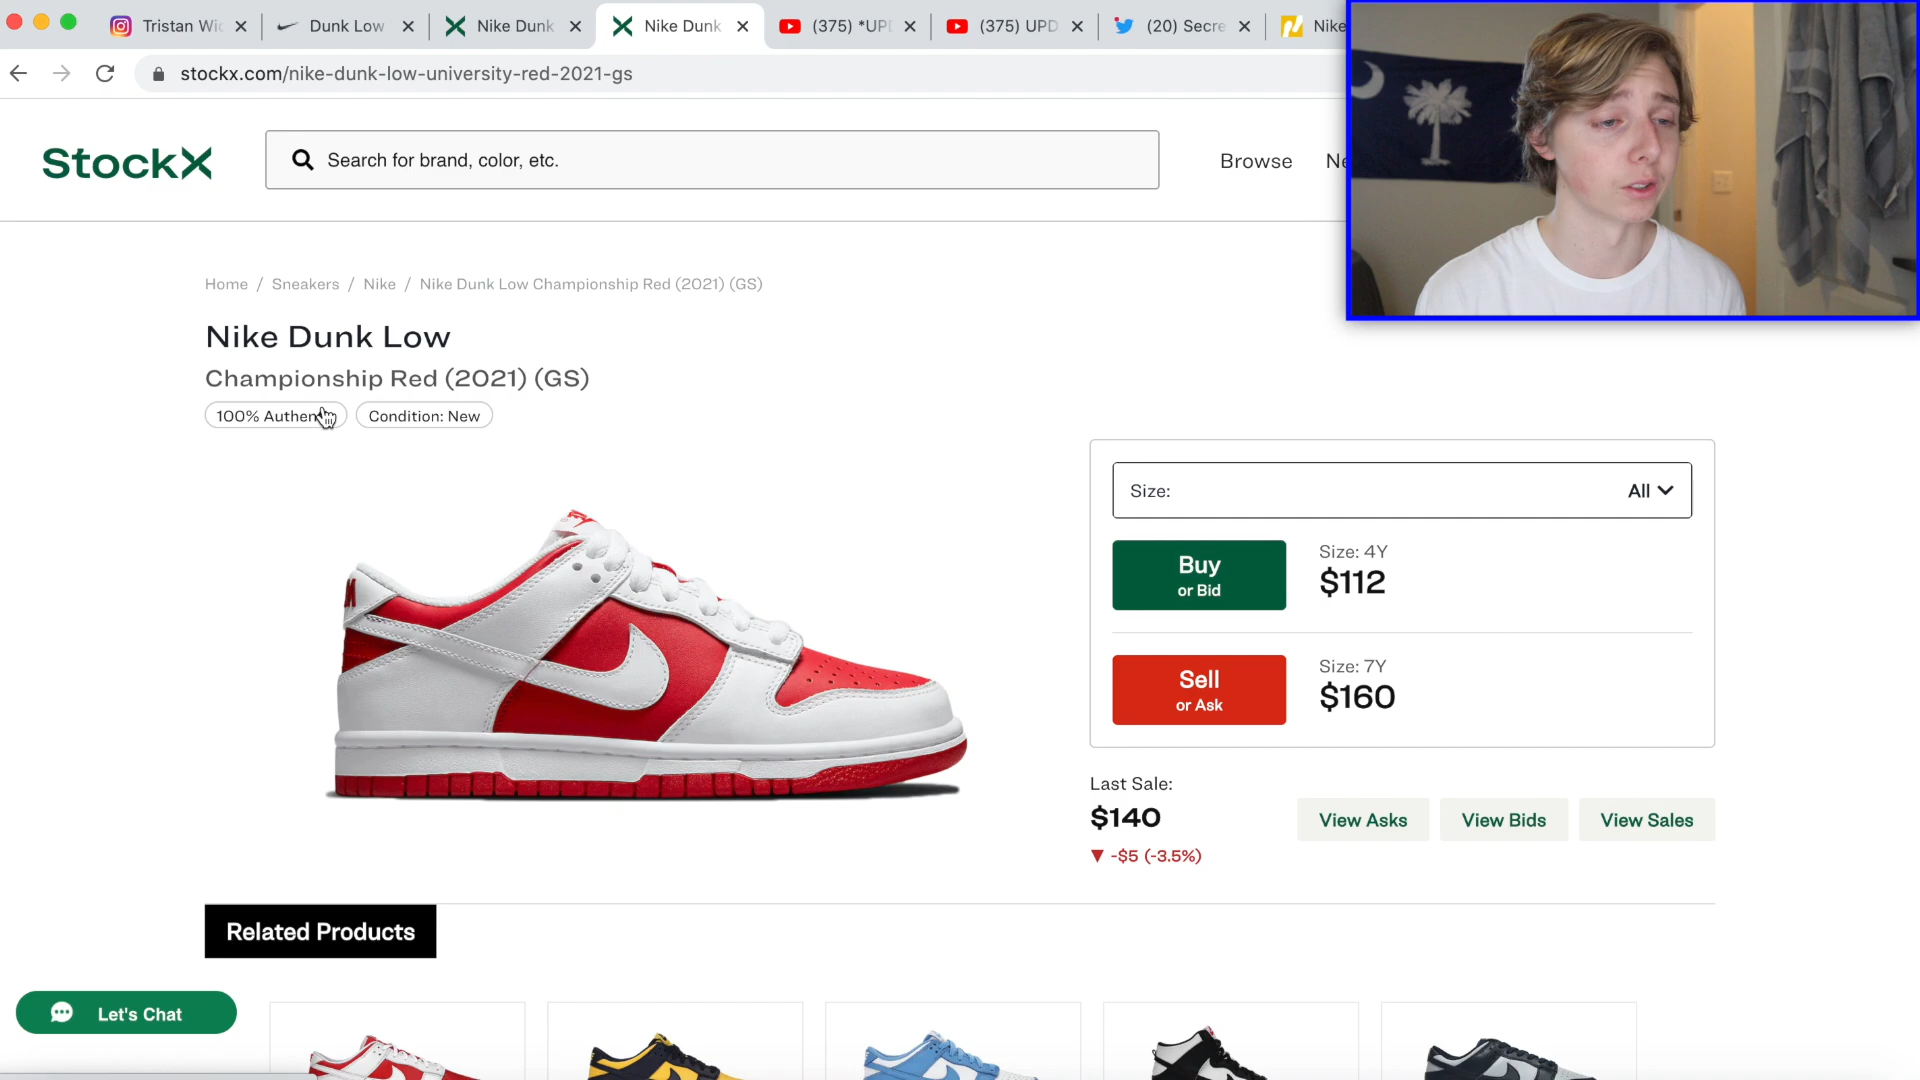 Tristan Wi
Dunk Low
Nike Dunk
Nike Dunk
(375) *UP
(375) UPD
(20) Secre
Nike
stockx.com/nike-dunk-low-university-red-2021-gs
StockX
Search for brand, color, etc.
Browse
Home / Sneakers / Nike / Nike Dunk Low Championship Red (2021) (GS)
Nike Dunk Low
Championship Red (2021) (GS)
100% Authen
Condition: New
Size:
All
Buy
or Bid
Size: 4Y
$112
Sell
or Ask
Size: 7Y
$160
Last Sale:
$140
▼ -$5 (-3.5%)
View Asks
View Bids
View Sales
Related Products
Let's Chat